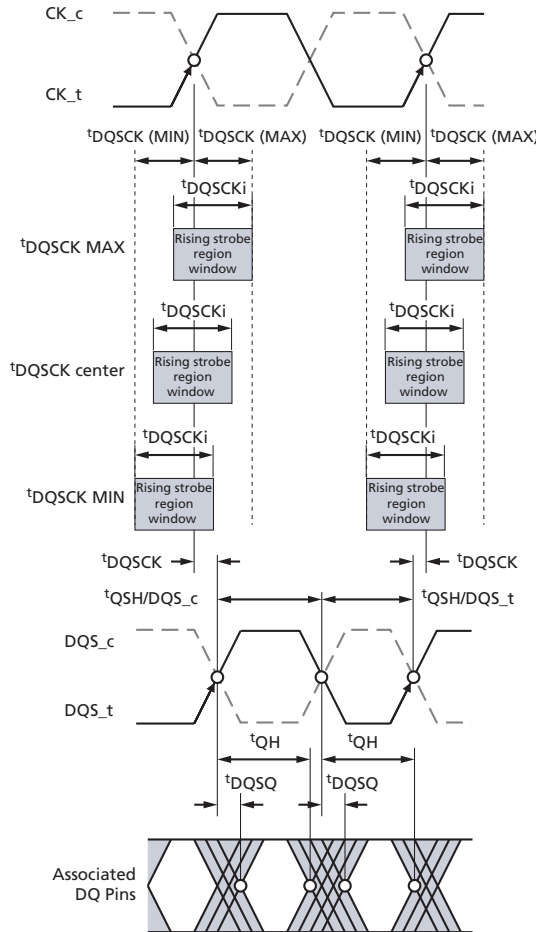 CK_c
CK_t
tDQSCK (MIN) tDQSCK (MAX) tDQSCK (MIN) tDQSCK (MAX)
tDQSCKi tDQSCKi
tDQSCK MAX
Rising strobe
region
window
Rising strobe
region
window
tDQSCKi tDQSCKi
tDQSCK center
Rising strobe
region
window
Rising strobe
region
window
tDQSCKi tDQSCKi
tDQSCK MIN
Rising strobe
region
window
Rising strobe
region
window
tDQSCK tDQSCK
tQSH/DQS_c tQSH/DQS_t
DQS_c
DQS_t
tQH tQH
tDQSQ tDQSQ
Associated
DQ Pins